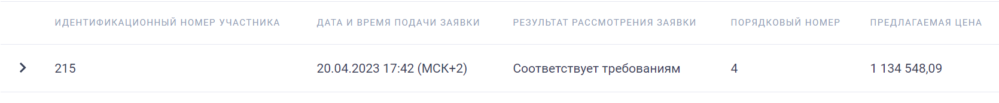 ИДЕНТИФИКАЦИОННЫЙ НОМЕР УЧАСТНИКА ДАТА И ВРЕМЯ ПОДАЧИ ЗАЯВКИ РЕЗУЛЬТАТ РАССМОТРЕНИЯ ЗАЯВКИ ПОРЯДКОВЫЙ НОМЕР ПРЕДЛАГАЕМАЯ ЦЕНА
215 20.04.2023 17:42 (МСК+2) Соответствует требованиям 4 1 134 548,09